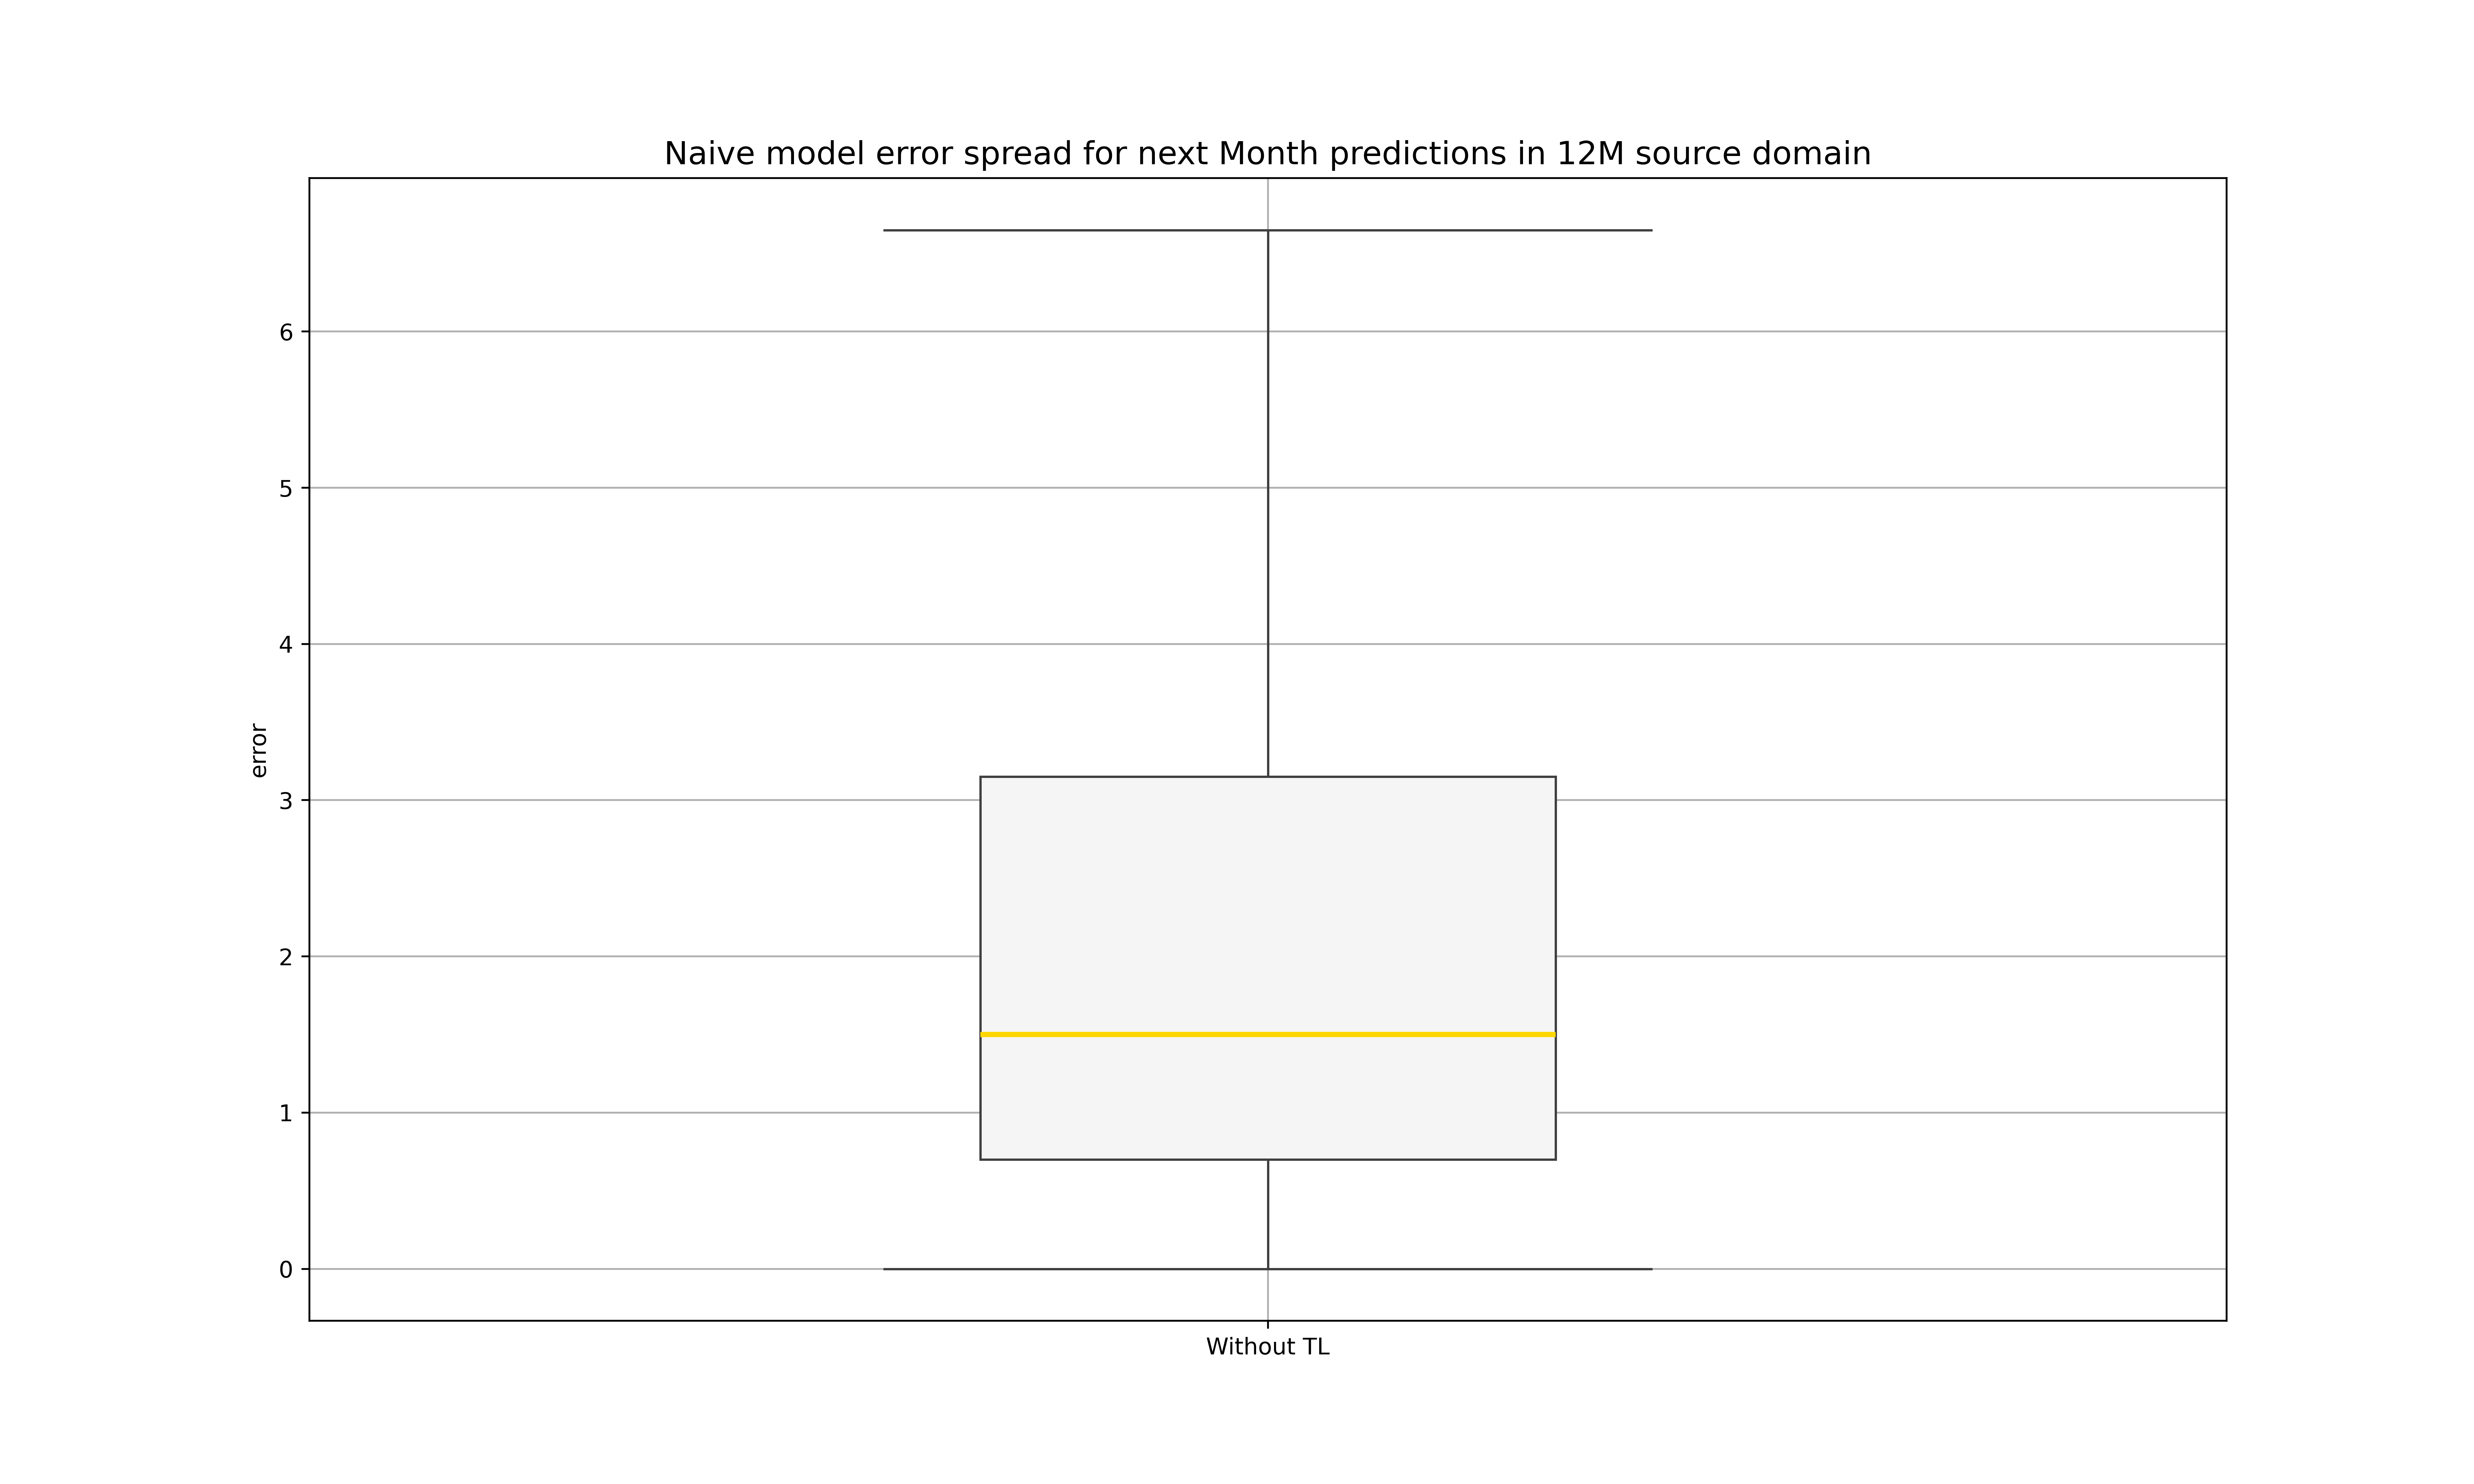 Naive model error spread for next Month predictions in 12M source domain
6
5
4
error
3
2
1
0
Without TL